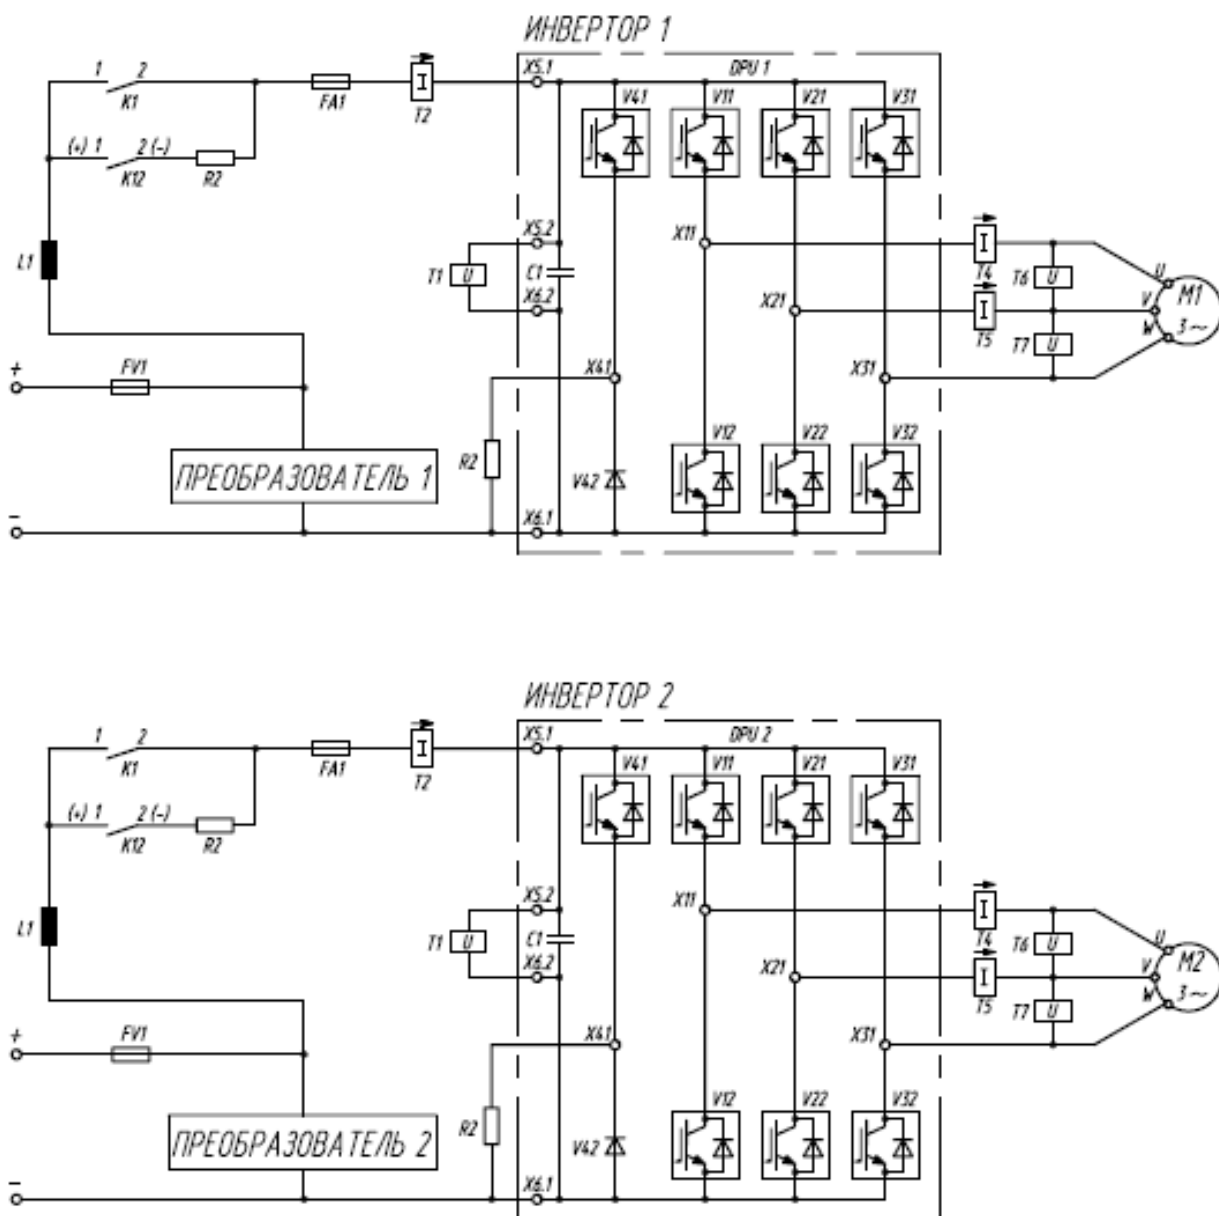 ИНВЕРТОР 1
1 2
K1
FA1
I
T2
X5.1
DPU 1
V41
V11
V21
V31
(+) 1 2 (-)
K12
R2
L1
X5.2
T1
U
C1
X6.2
X11
X21
I
T4
I
T5
T6
U
T7
U
U
V
W
M1
3~
+
FV1
X41
X31
ПРЕОБРАЗОВАТЕЛЬ 1
R2
V42
V12
V22
V32
-
X6.1
ИНВЕРТОР 2
1 2
K1
FA1
I
T2
X5.1
DPU 2
V41
V11
V21
V31
(+) 1 2 (-)
K12
R2
L1
X5.2
T1
U
C1
X6.2
X11
X21
I
T4
I
T5
T6
U
T7
U
U
V
W
M2
3~
+
FV1
X41
X31
ПРЕОБРАЗОВАТЕЛЬ 2
R2
V42
V12
V22
V32
-
X6.1